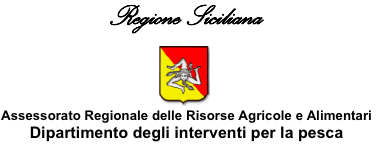 Regione Siciliana
Assessorato Regionale delle Risorse Agricole e Alimentari
Dipartimento degli interventi per la pesca